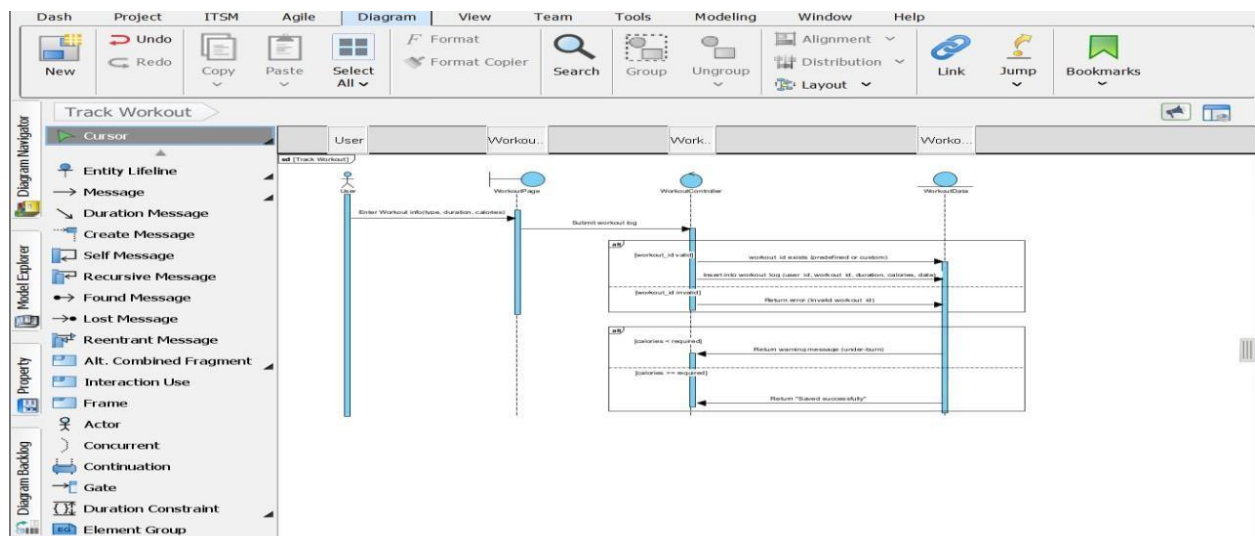 Dash Project ITSM Agile Diagram View Team Tools Modeling Window Help
New
Undo
Redo
Copy
Paste
Select All
Format
Format Copier
Search
Group
Ungroup
Alignment
Distribution
Layout
Link
Jump
Bookmarks
Track Workout
Diagram Navigator
Model Explorer
Property
Diagram Backlog
Cursor
Entity Lifeline
Message
Duration Message
Create Message
Self Message
Recursive Message
Found Message
Lost Message
Reentrant Message
Alt. Combined Fragment
Interaction Use
Frame
Actor
Concurrent
Continuation
Gate
Duration Constraint
EG Element Group
User Workou.. Work.. Worko...
sd [Track Workout]
User WorkoutPage WorkoutController WorkoutData
Enter Workout info(type, duration, calories)
Submit workout log
alt
[workout_id valid]
workout id exists (predefined or custom)
Insert into workout log (user id, workout id, duration, calories, date)
[workout_id invalid]
Return error (Invalid workout id)
alt
[calories < required]
Return warning message (under-burn)
[calories >= required]
Return "Saved successfully"